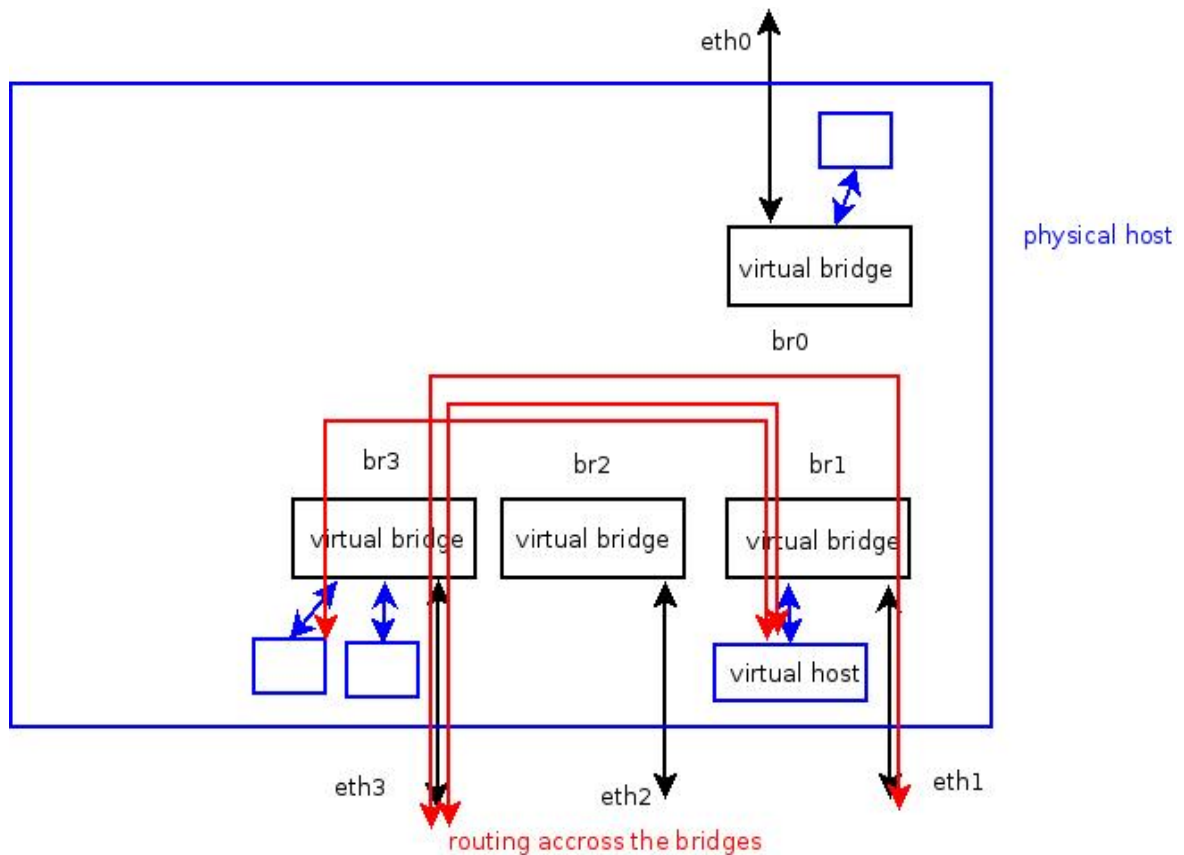 eth0
physical host
virtual bridge
br0
br3
br2
br1
virtual bridge
virtual bridge
virtual bridge
virtual host
eth3
eth2
eth1
routing accross the bridges